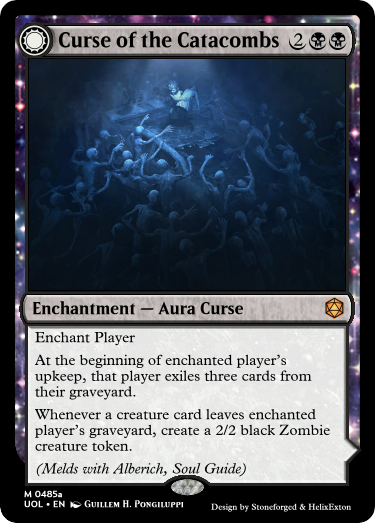 Curse of the Catacombs 2
Enchantment — Aura Curse
Enchant Player
At the beginning of enchanted player's
upkeep, that player exiles three cards from
their graveyard.
Whenever a creature card leaves enchanted
player's graveyard, create a 2/2 black Zombie
creature token.
(Melds with Alberich, Soul Guide)
M 0485a
UOL • EN Guillem H. Pongiluppi
Design by Stoneforged & HelixExton